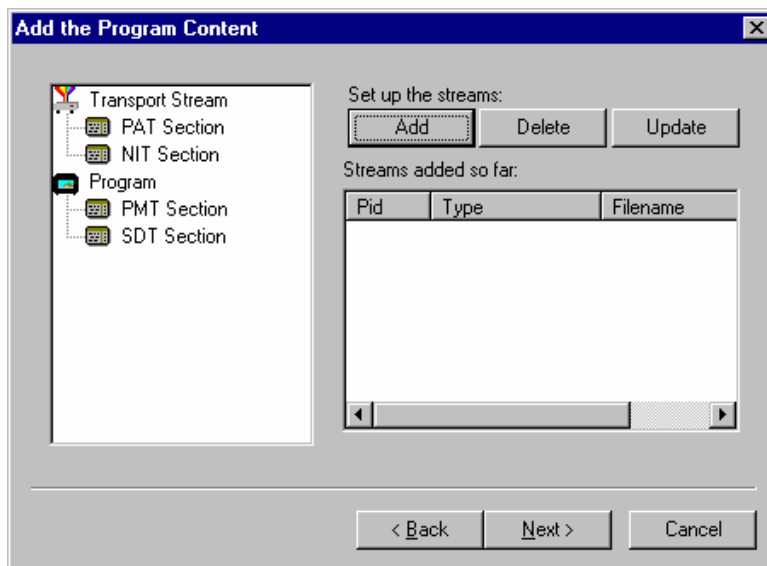 Add the Program Content
Transport Stream
PAT Section
NIT Section
Program
PMT Section
SDT Section
Set up the streams:
Add Delete Update
Streams added so far:
Pid Type Filename
< Back Next > Cancel